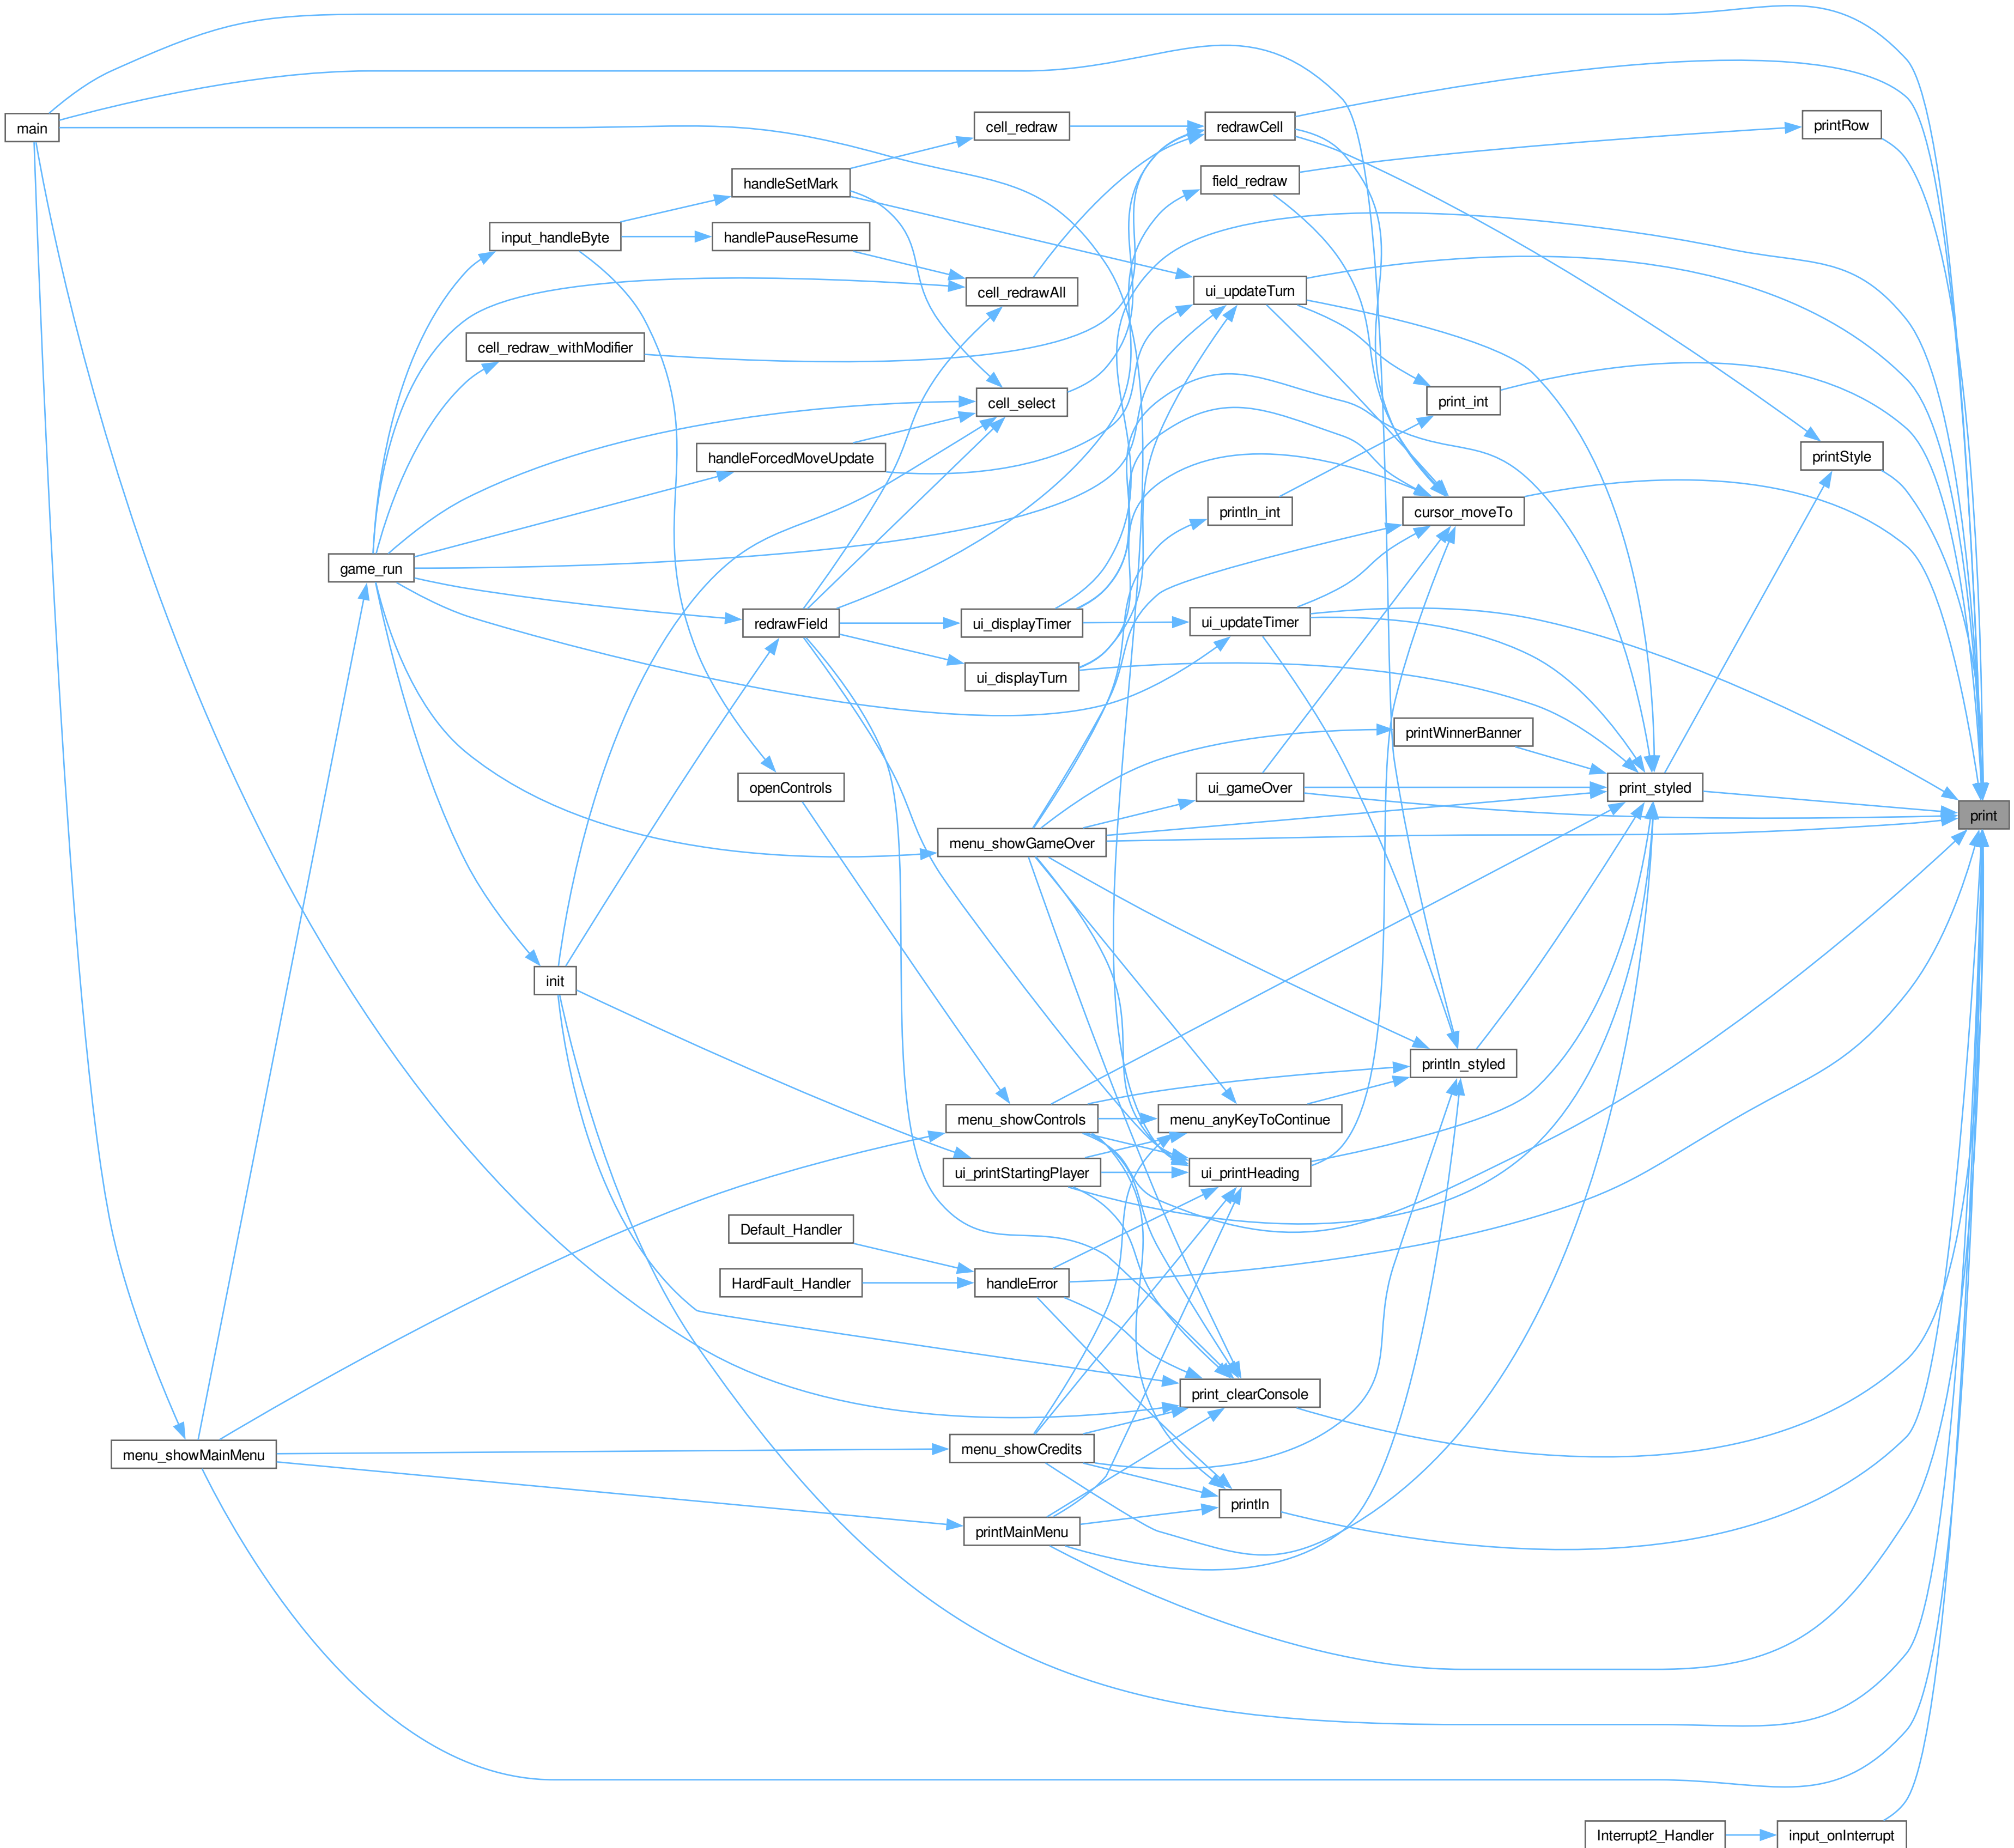 main
cell_redraw
redrawCell
printRow
handleSetMark
field_redraw
input_handleByte
handlePauseResume
cell_redrawAll
ui_updateTurn
cell_redraw_withModifier
cell_select
print_int
handleForcedMoveUpdate
printStyle
println_int
cursor_moveTo
game_run
redrawField
ui_displayTimer
ui_updateTimer
ui_displayTurn
printWinnerBanner
openControls
ui_gameOver
print_styled
print
menu_showGameOver
init
println_styled
menu_showControls
menu_anyKeyToContinue
ui_printStartingPlayer
ui_printHeading
Default_Handler
HardFault_Handler
handleError
print_clearConsole
menu_showMainMenu
menu_showCredits
println
printMainMenu
Interrupt2_Handler
input_onInterrupt